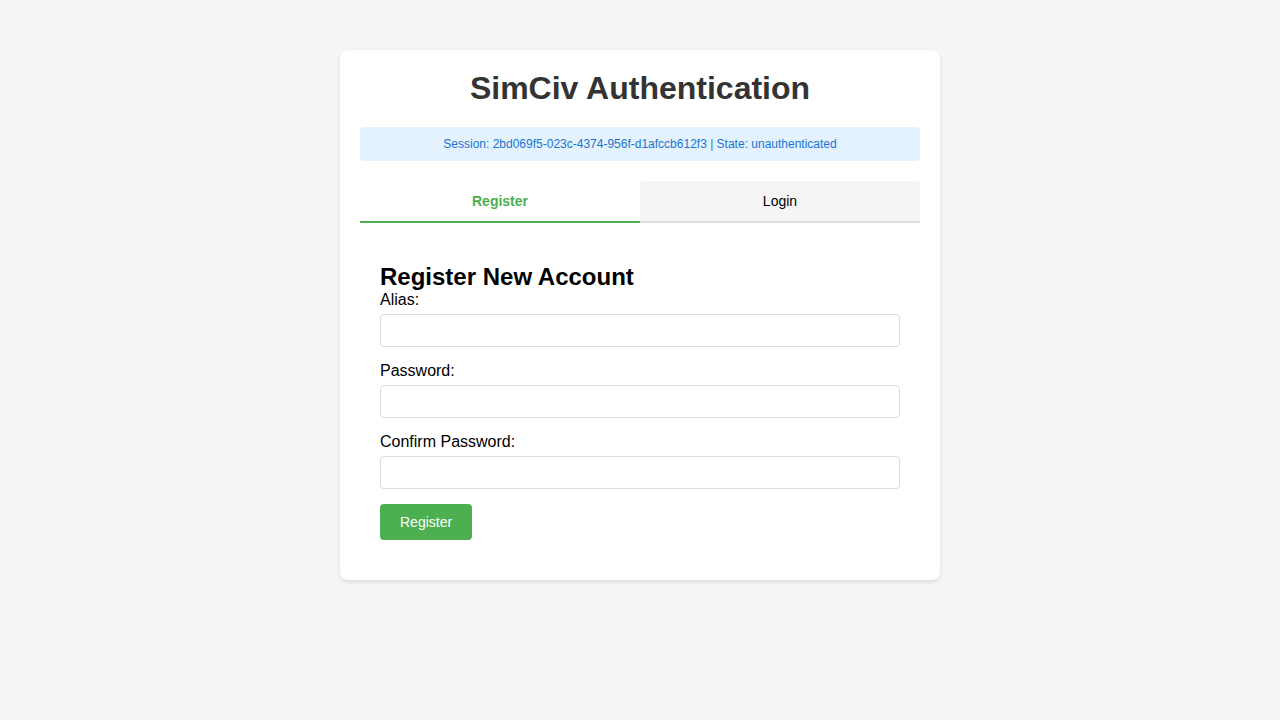 SimCiv Authentication
Session: 2bd069f5-023c-4374-956f-d1afccb612f3 | State: unauthenticated
Register
Login
Register New Account
Alias:
Password:
Confirm Password:
Register